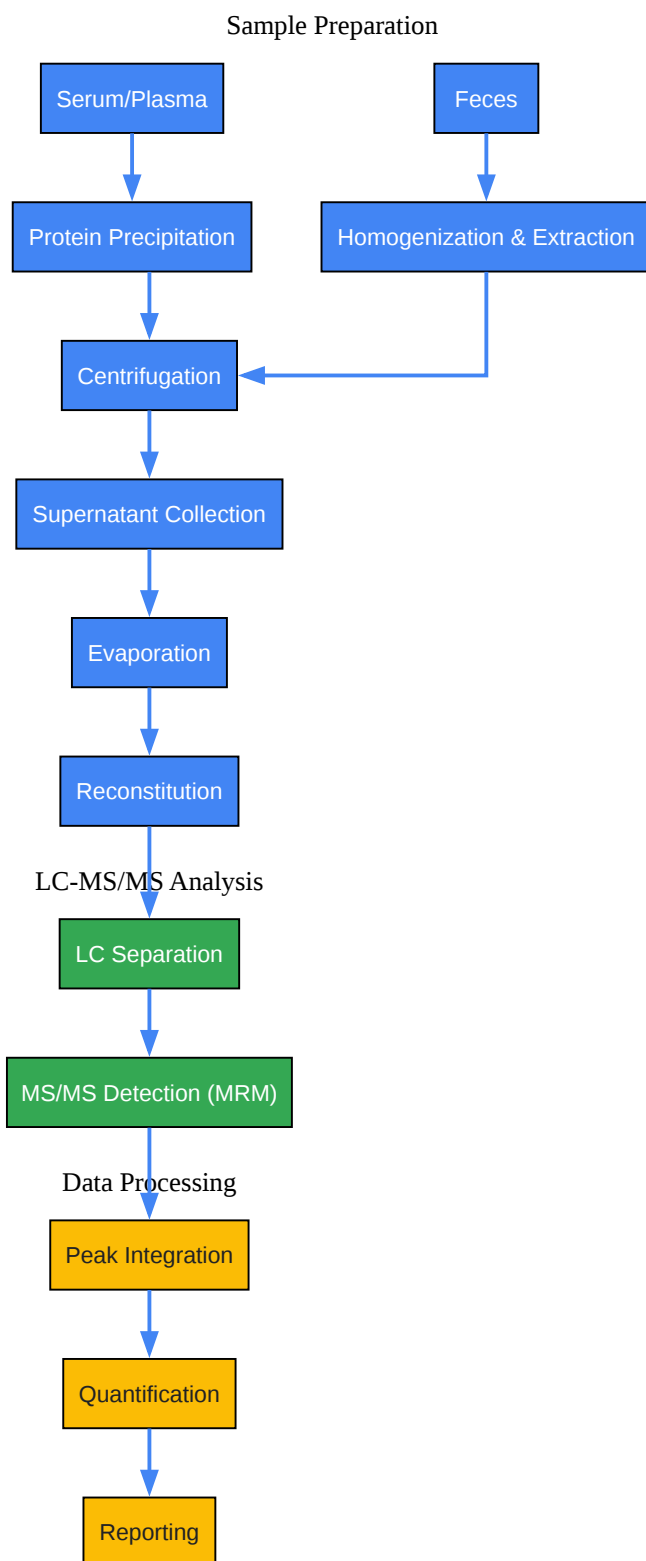 Sample Preparation
Serum/Plasma
Feces
Protein Precipitation
Homogenization & Extraction
Centrifugation
Supernatant Collection
Evaporation
Reconstitution
LC-MS/MS Analysis
LC Separation
MS/MS Detection (MRM)
Data Processing
Peak Integration
Quantification
Reporting